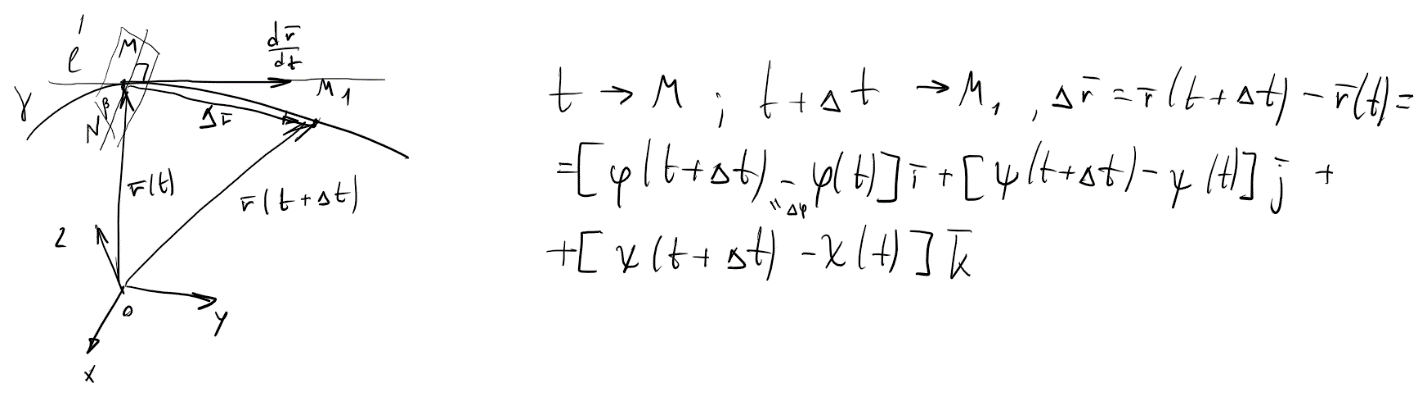 l'
M
dr̅/dt
γ
β
N
M₁
Δr̅
r̅(t)
r̅(t+Δt)
z
0
y
x
t → M ; t+Δt → M₁ , Δr̅ = r̅(t+Δt) − r̅(t) =
= [φ(t+Δt) − φ(t)] i̅ + [ψ(t+Δt) − ψ(t)] j̅ +
" Δφ
+ [χ(t+Δt) − χ(t)] k̅